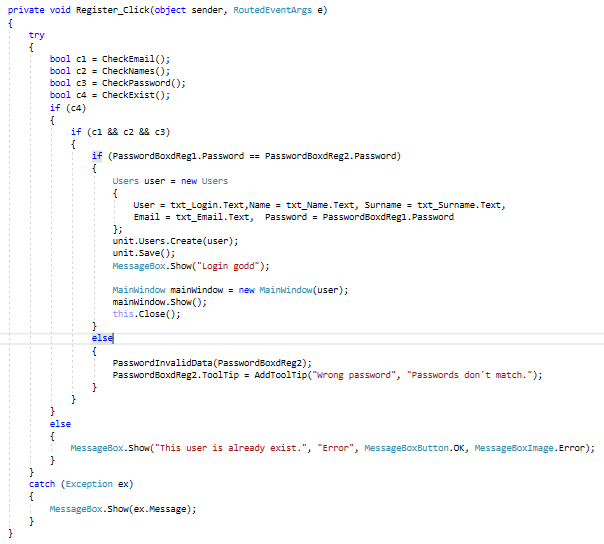 private void Register_Click(object sender, RoutedEventArgs e)
{
try
{
bool c1 = CheckEmail();
bool c2 = CheckNames();
bool c3 = CheckPassword();
bool c4 = CheckExist();
if (c4)
{
if (c1 && c2 && c3)
{
if (PasswordBoxdReg1.Password == PasswordBoxdReg2.Password)
{
Users user = new Users
{
User = txt_Login.Text,Name = txt_Name.Text, Surname = txt_Surname.Text,
Email = txt_Email.Text,  Password = PasswordBoxdReg1.Password
};
unit.Users.Create(user);
unit.Save();
MessageBox.Show("Login godd");
MainWindow mainWindow = new MainWindow(user);
mainWindow.Show();
this.Close();
}
else
{
PasswordInvalidData(PasswordBoxdReg2);
PasswordBoxdReg2.ToolTip = AddToolTip("Wrong password", "Passwords don't match.");
}
}
}
else
{
MessageBox.Show("This user is already exist.", "Error", MessageBoxButton.OK, MessageBoxImage.Error);
}
}
catch (Exception ex)
{
MessageBox.Show(ex.Message);
}
}